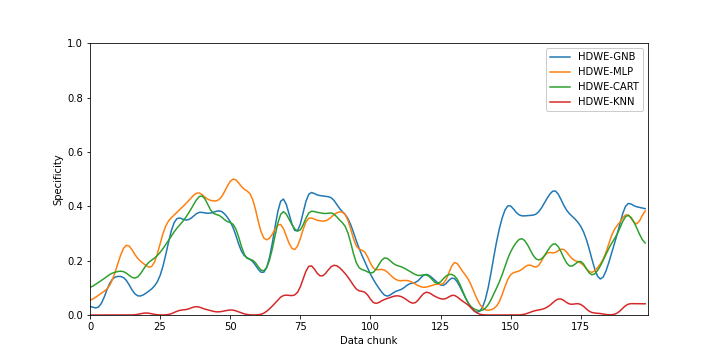 1.0
0.8
0.6
0.4
0.2
0.0
Specificity
HDWE-GNB
HDWE-MLP
HDWE-CART
HDWE-KNN
0 25 50 75 100 125 150 175
Data chunk